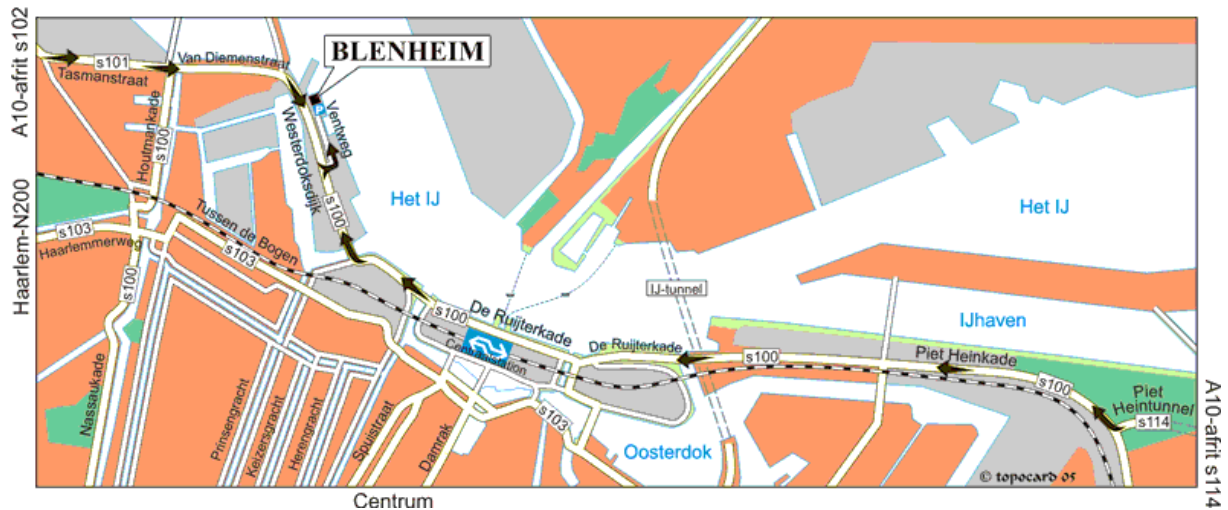 A10-afrit s102
Haarlem-N200
BLENHEIM
s101
Tasmanstraat
Van Diemenstraat
Houtmankade
s100
Westerdoksdijk
Ventweg
P
s100
Het IJ
Het IJ
Tussen de Bogen
s103
Haarlemmerweg
s103
s100
Nassaukade
Prinsengracht
Keizersgracht
Herengracht
Spuistraat
Damrak
s100
De Ruijterkade
Centraalstation
De Ruijterkade
s103
IJ-tunnel
s100
IJhaven
Piet Heinkade
s100
Piet
Heintunnel
s114
Oosterdok
© topocard 05
A10-afrit s114
Centrum